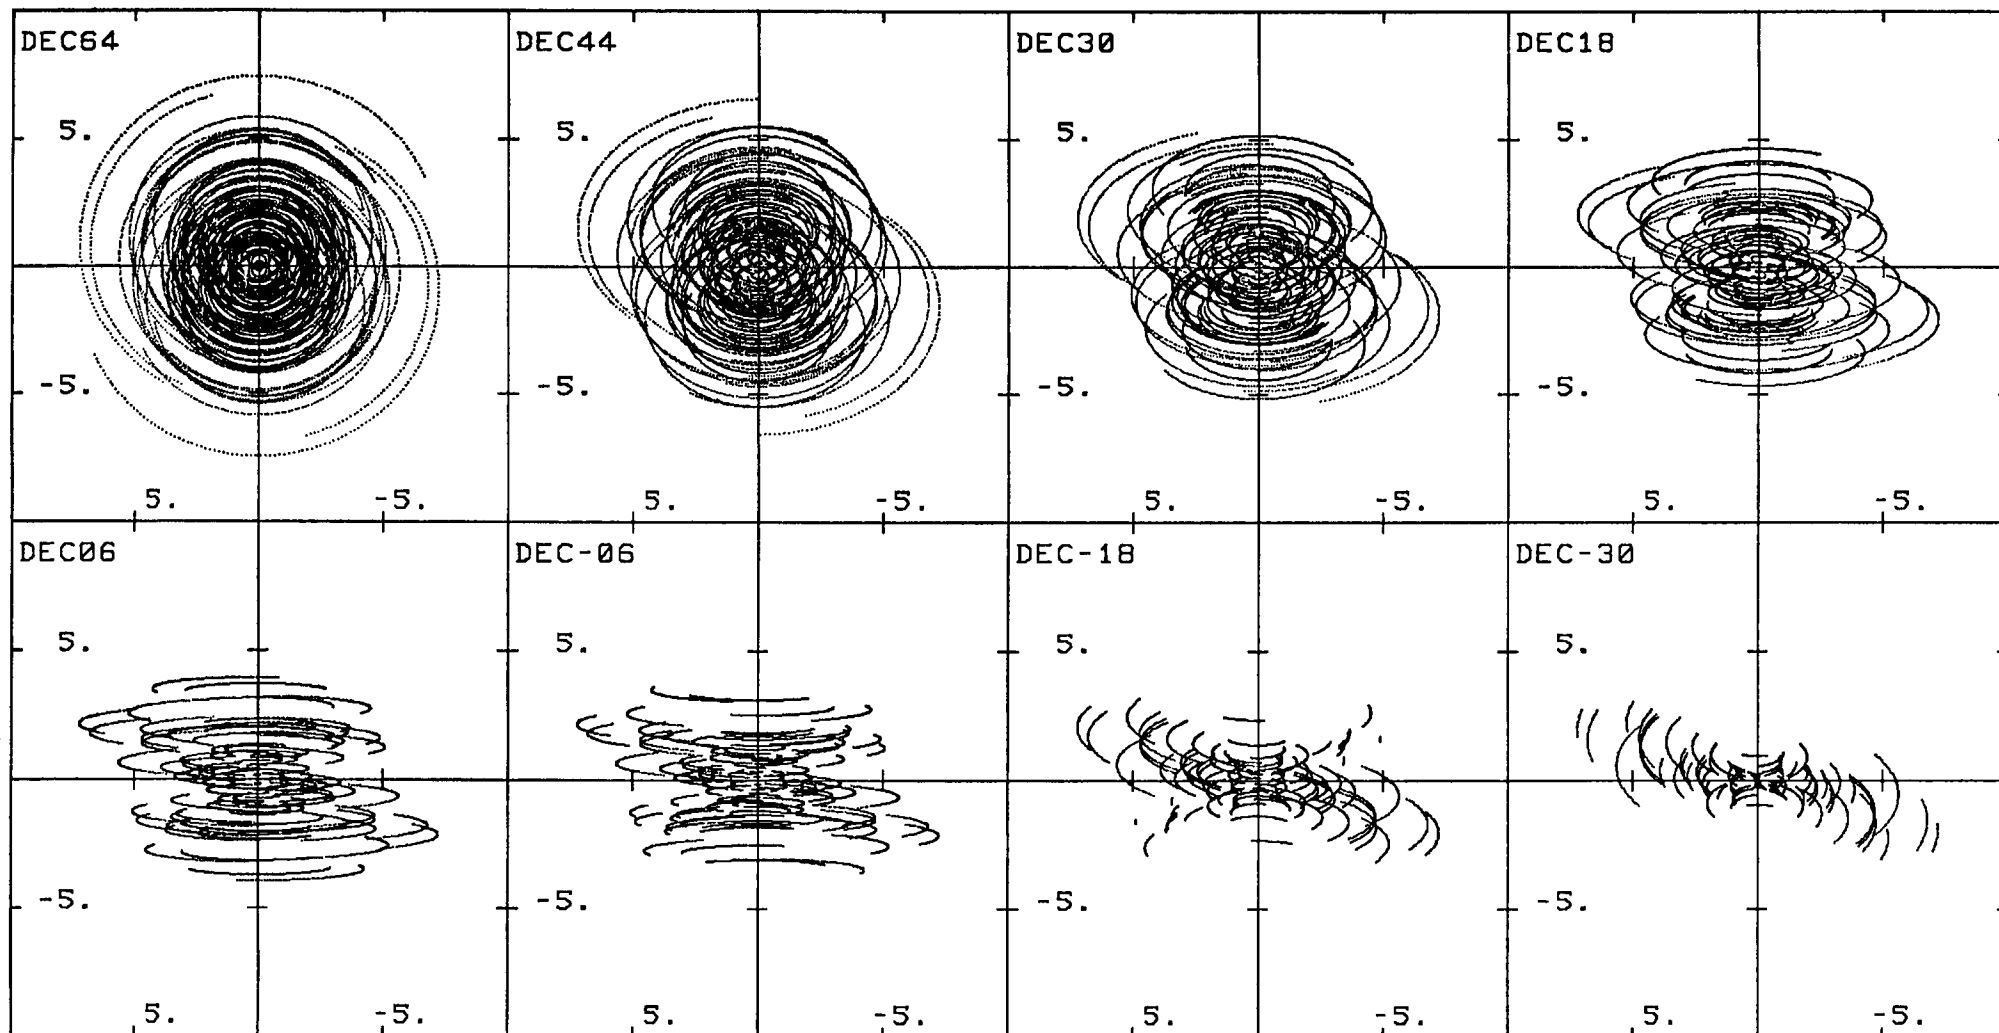 DEC64 DEC44 DEC30 DEC18
5. 5. 5. 5.
-5. -5. -5. -5.
5. -5. 5. -5. 5. -5. 5. -5.
DEC06 DEC-06 DEC-18 DEC-30
5. 5. 5. 5.
-5. -5. -5. -5.
5. -5. 5. -5. 5. -5. 5. -5.